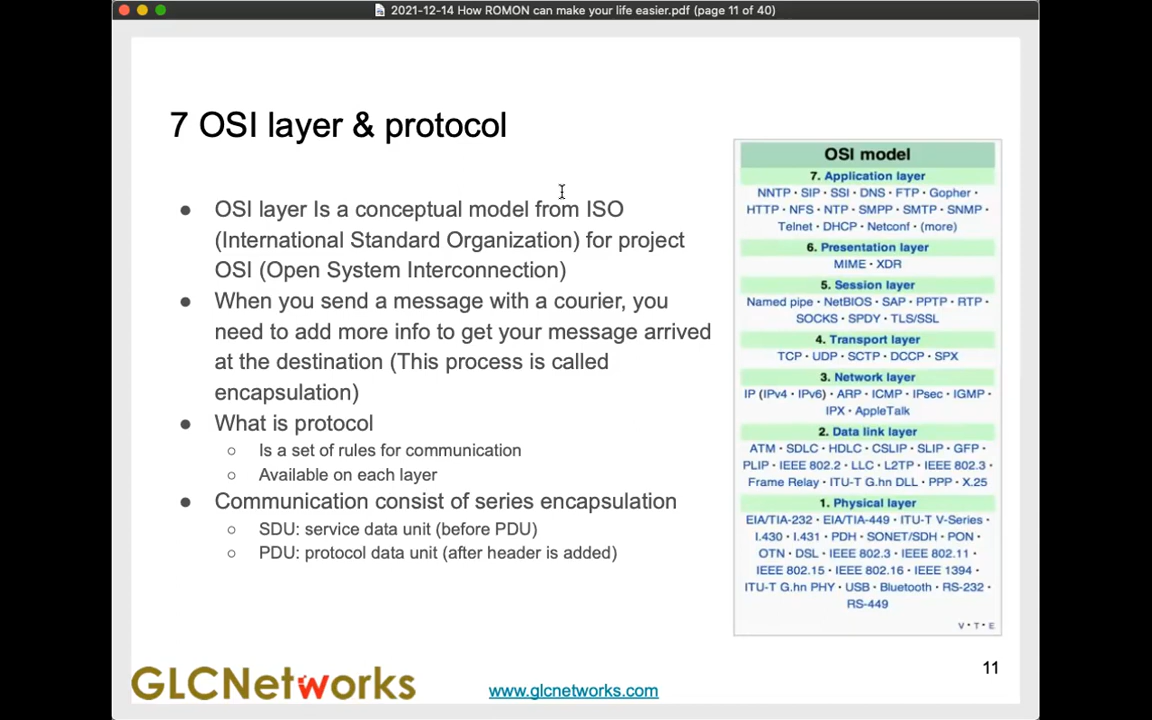 2021-12-14 How ROMON can make your life easier.pdf (page 11 of 40)
7 OSI layer & protocol
● OSI layer Is a conceptual model from ISO
(International Standard Organization) for project
OSI (Open System Interconnection)
● When you send a message with a courier, you
need to add more info to get your message arrived
at the destination (This process is called
encapsulation)
● What is protocol
○ Is a set of rules for communication
○ Available on each layer
● Communication consist of series encapsulation
○ SDU: service data unit (before PDU)
○ PDU: protocol data unit (after header is added)
OSI model
7. Application layer
NNTP · SIP · SSI · DNS · FTP · Gopher ·
HTTP · NFS · NTP · SMPP · SMTP · SNMP ·
Telnet · DHCP · Netconf · (more)
6. Presentation layer
MIME · XDR
5. Session layer
Named pipe · NetBIOS · SAP · PPTP · RTP ·
SOCKS · SPDY · TLS/SSL
4. Transport layer
TCP · UDP · SCTP · DCCP · SPX
3. Network layer
IP (IPv4 · IPv6) · ARP · ICMP · IPsec · IGMP ·
IPX · AppleTalk
2. Data link layer
ATM · SDLC · HDLC · CSLIP · SLIP · GFP ·
PLIP · IEEE 802.2 · LLC · L2TP · IEEE 802.3 ·
Frame Relay · ITU-T G.hn DLL · PPP · X.25
1. Physical layer
EIA/TIA-232 · EIA/TIA-449 · ITU-T V-Series ·
I.430 · I.431 · PDH · SONET/SDH · PON ·
OTN · DSL · IEEE 802.3 · IEEE 802.11 ·
IEEE 802.15 · IEEE 802.16 · IEEE 1394 ·
ITU-T G.hn PHY · USB · Bluetooth · RS-232 ·
RS-449
V · T · E
GLCNetworks
www.glcnetworks.com
11